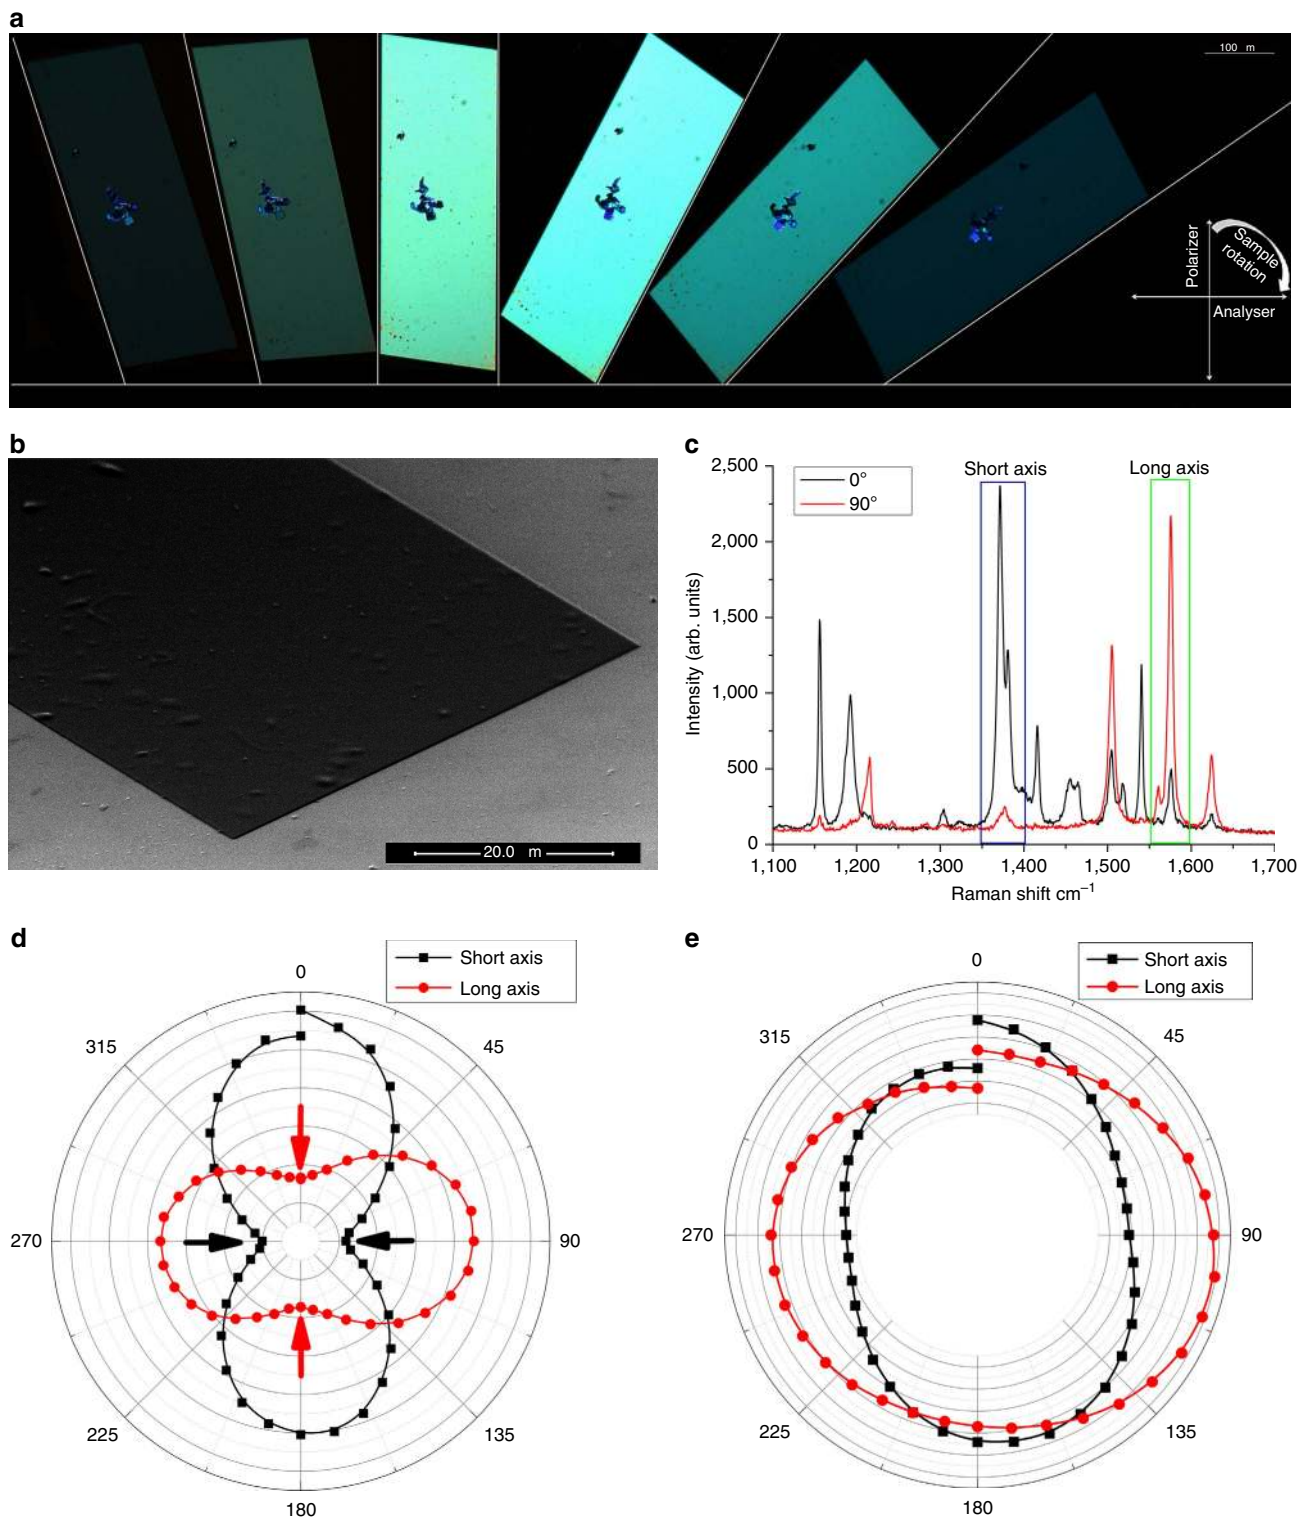 a
100 m
Polarizer
Sample
rotation
Analyser
b
20.0 m
c
2,500
2,000
1,500
1,000
500
0
Intensity (arb. units)
0°
90°
Short axis
Long axis
1,100
1,200
1,300
1,400
1,500
1,600
1,700
Raman shift cm–1
d
Short axis
Long axis
0
45
90
135
180
225
270
315
e
Short axis
Long axis
0
45
90
135
180
225
270
315